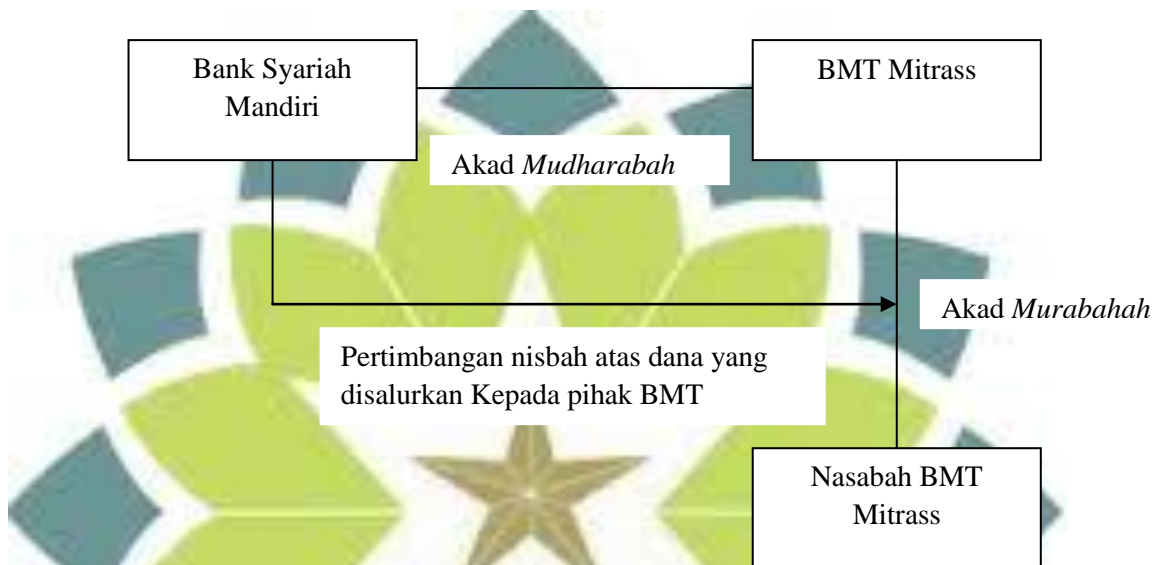 Bank Syariah
Mandiri
BMT Mitrass
Akad Mudharabah
Akad Murabahah
Pertimbangan nisbah atas dana yang
disalurkan Kepada pihak BMT
Nasabah BMT
Mitrass